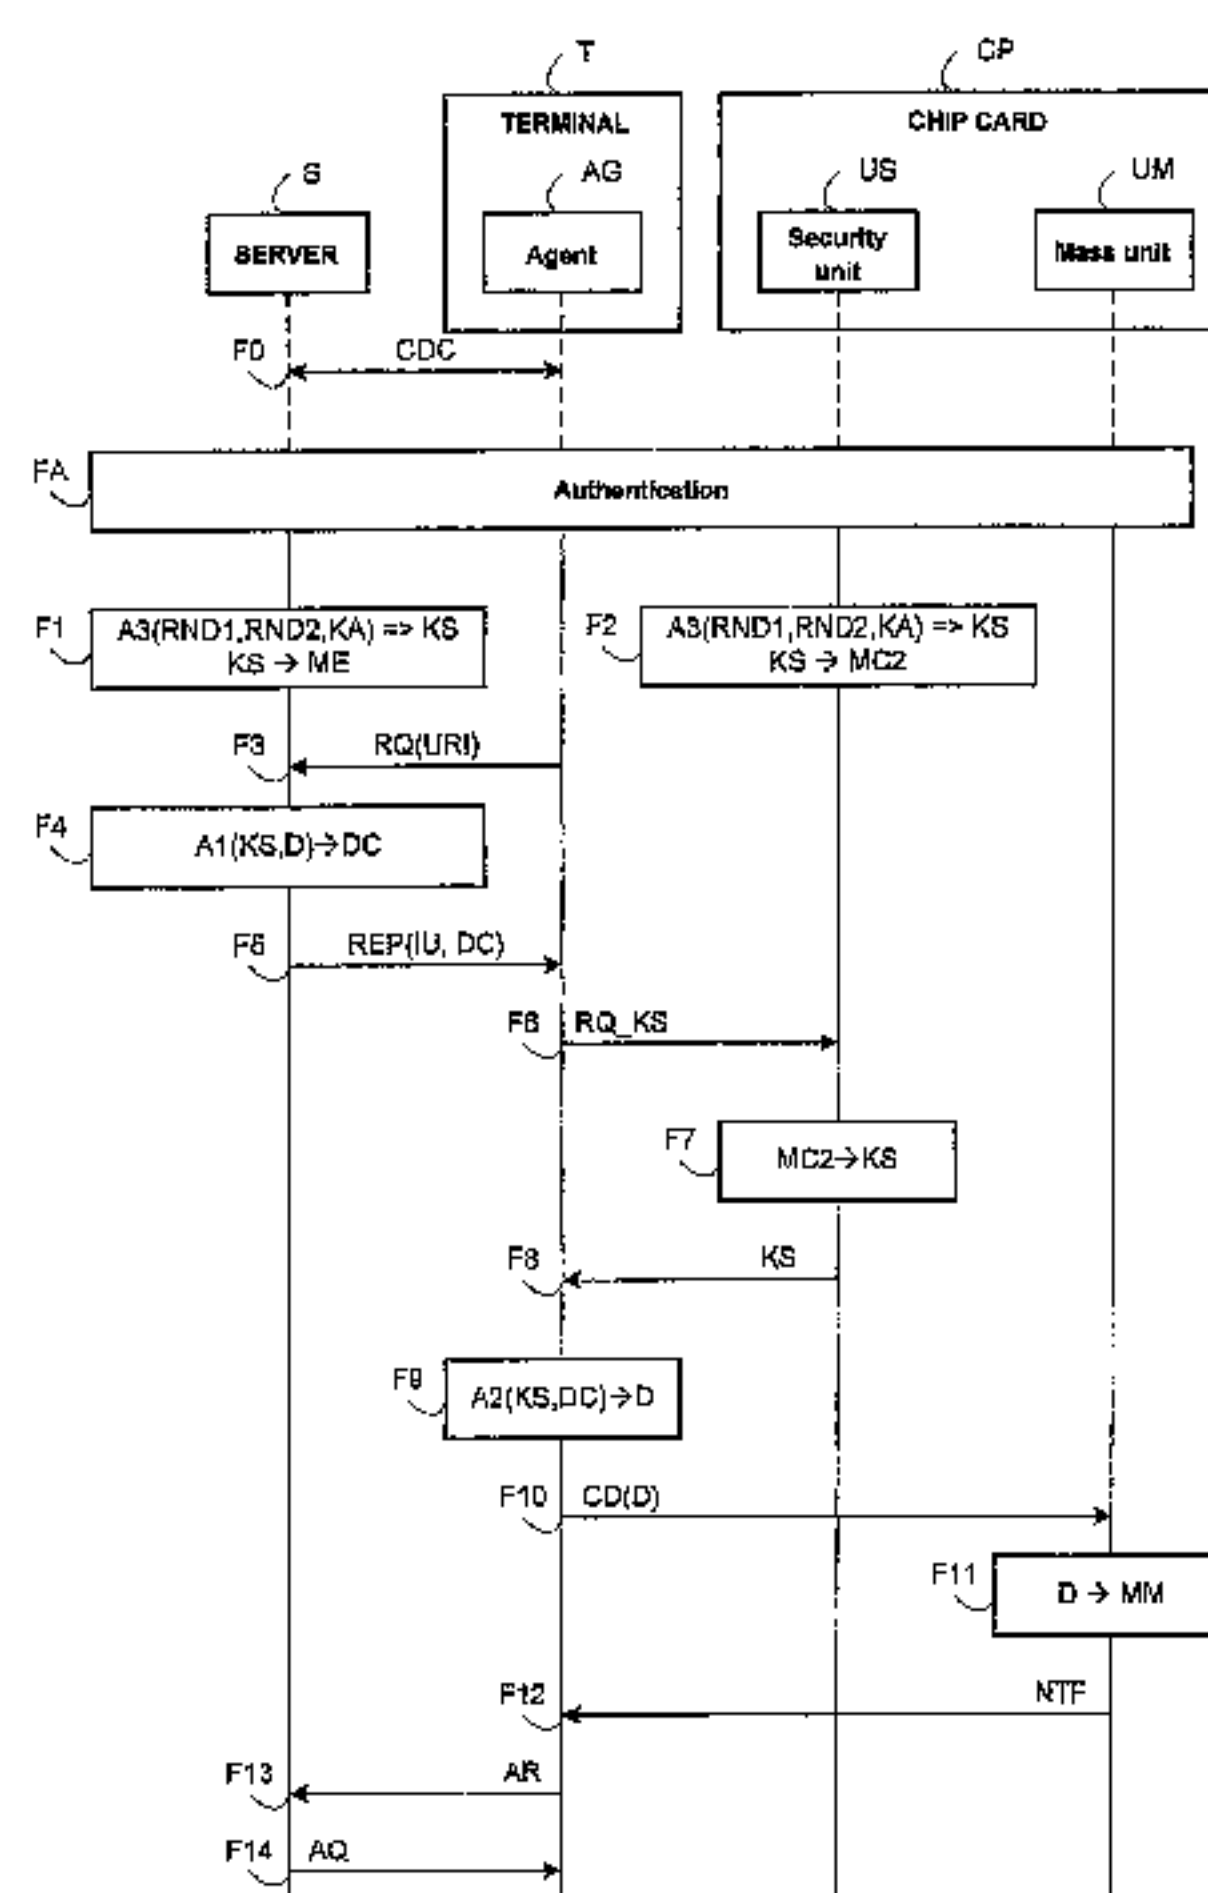 T
CP
TERMINAL
CHIP CARD
S
AG
US
UM
SERVER
Agent
Security
unit
Mass unit
F0
CDC
FA
Authentication
F1
A3(RND1,RND2,KA) => KS
KS → ME
F2
A3(RND1,RND2,KA) => KS
KS → MC2
F3
RQ(URI)
F4
A1(KS,D)→DC
F5
REP(IU, DC)
F6
RQ_KS
F7
MC2→KS
F8
KS
F9
A2(KS,DC)→D
F10
CD(D)
F11
D → MM
F12
NTF
F13
AR
F14
AQ